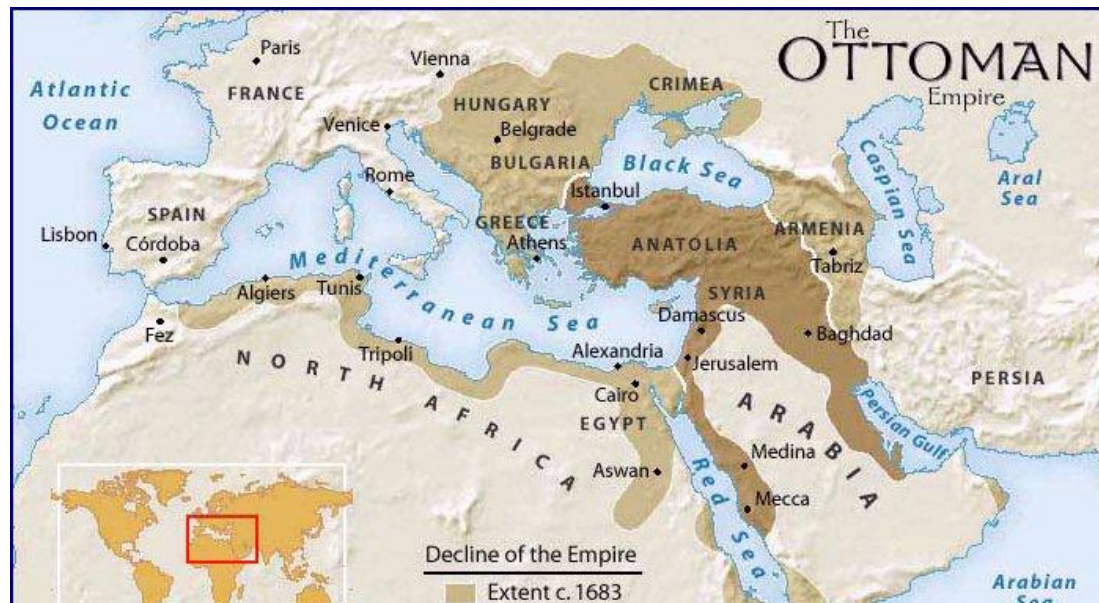 The
OTTOMAN
Empire
Paris
Vienna
FRANCE
CRIMEA
Atlantic
Ocean
HUNGARY
Venice
Belgrade
BULGARIA
Black Sea
Caspian Sea
Aral
Sea
Rome
Istanbul
SPAIN
GREECE
ARMENIA
Lisbon
Córdoba
Athens
ANATOLIA
Tabriz
Mediterranean Sea
Algiers
Tunis
SYRIA
Fez
Damascus
Baghdad
Tripoli
Alexandria
Jerusalem
NORTH AFRICA
Cairo
PERSIA
EGYPT
ARABIA
Persian Gulf
Aswan
Medina
Red Sea
Mecca
Decline of the Empire
Extent c. 1683
Arabian
Sea